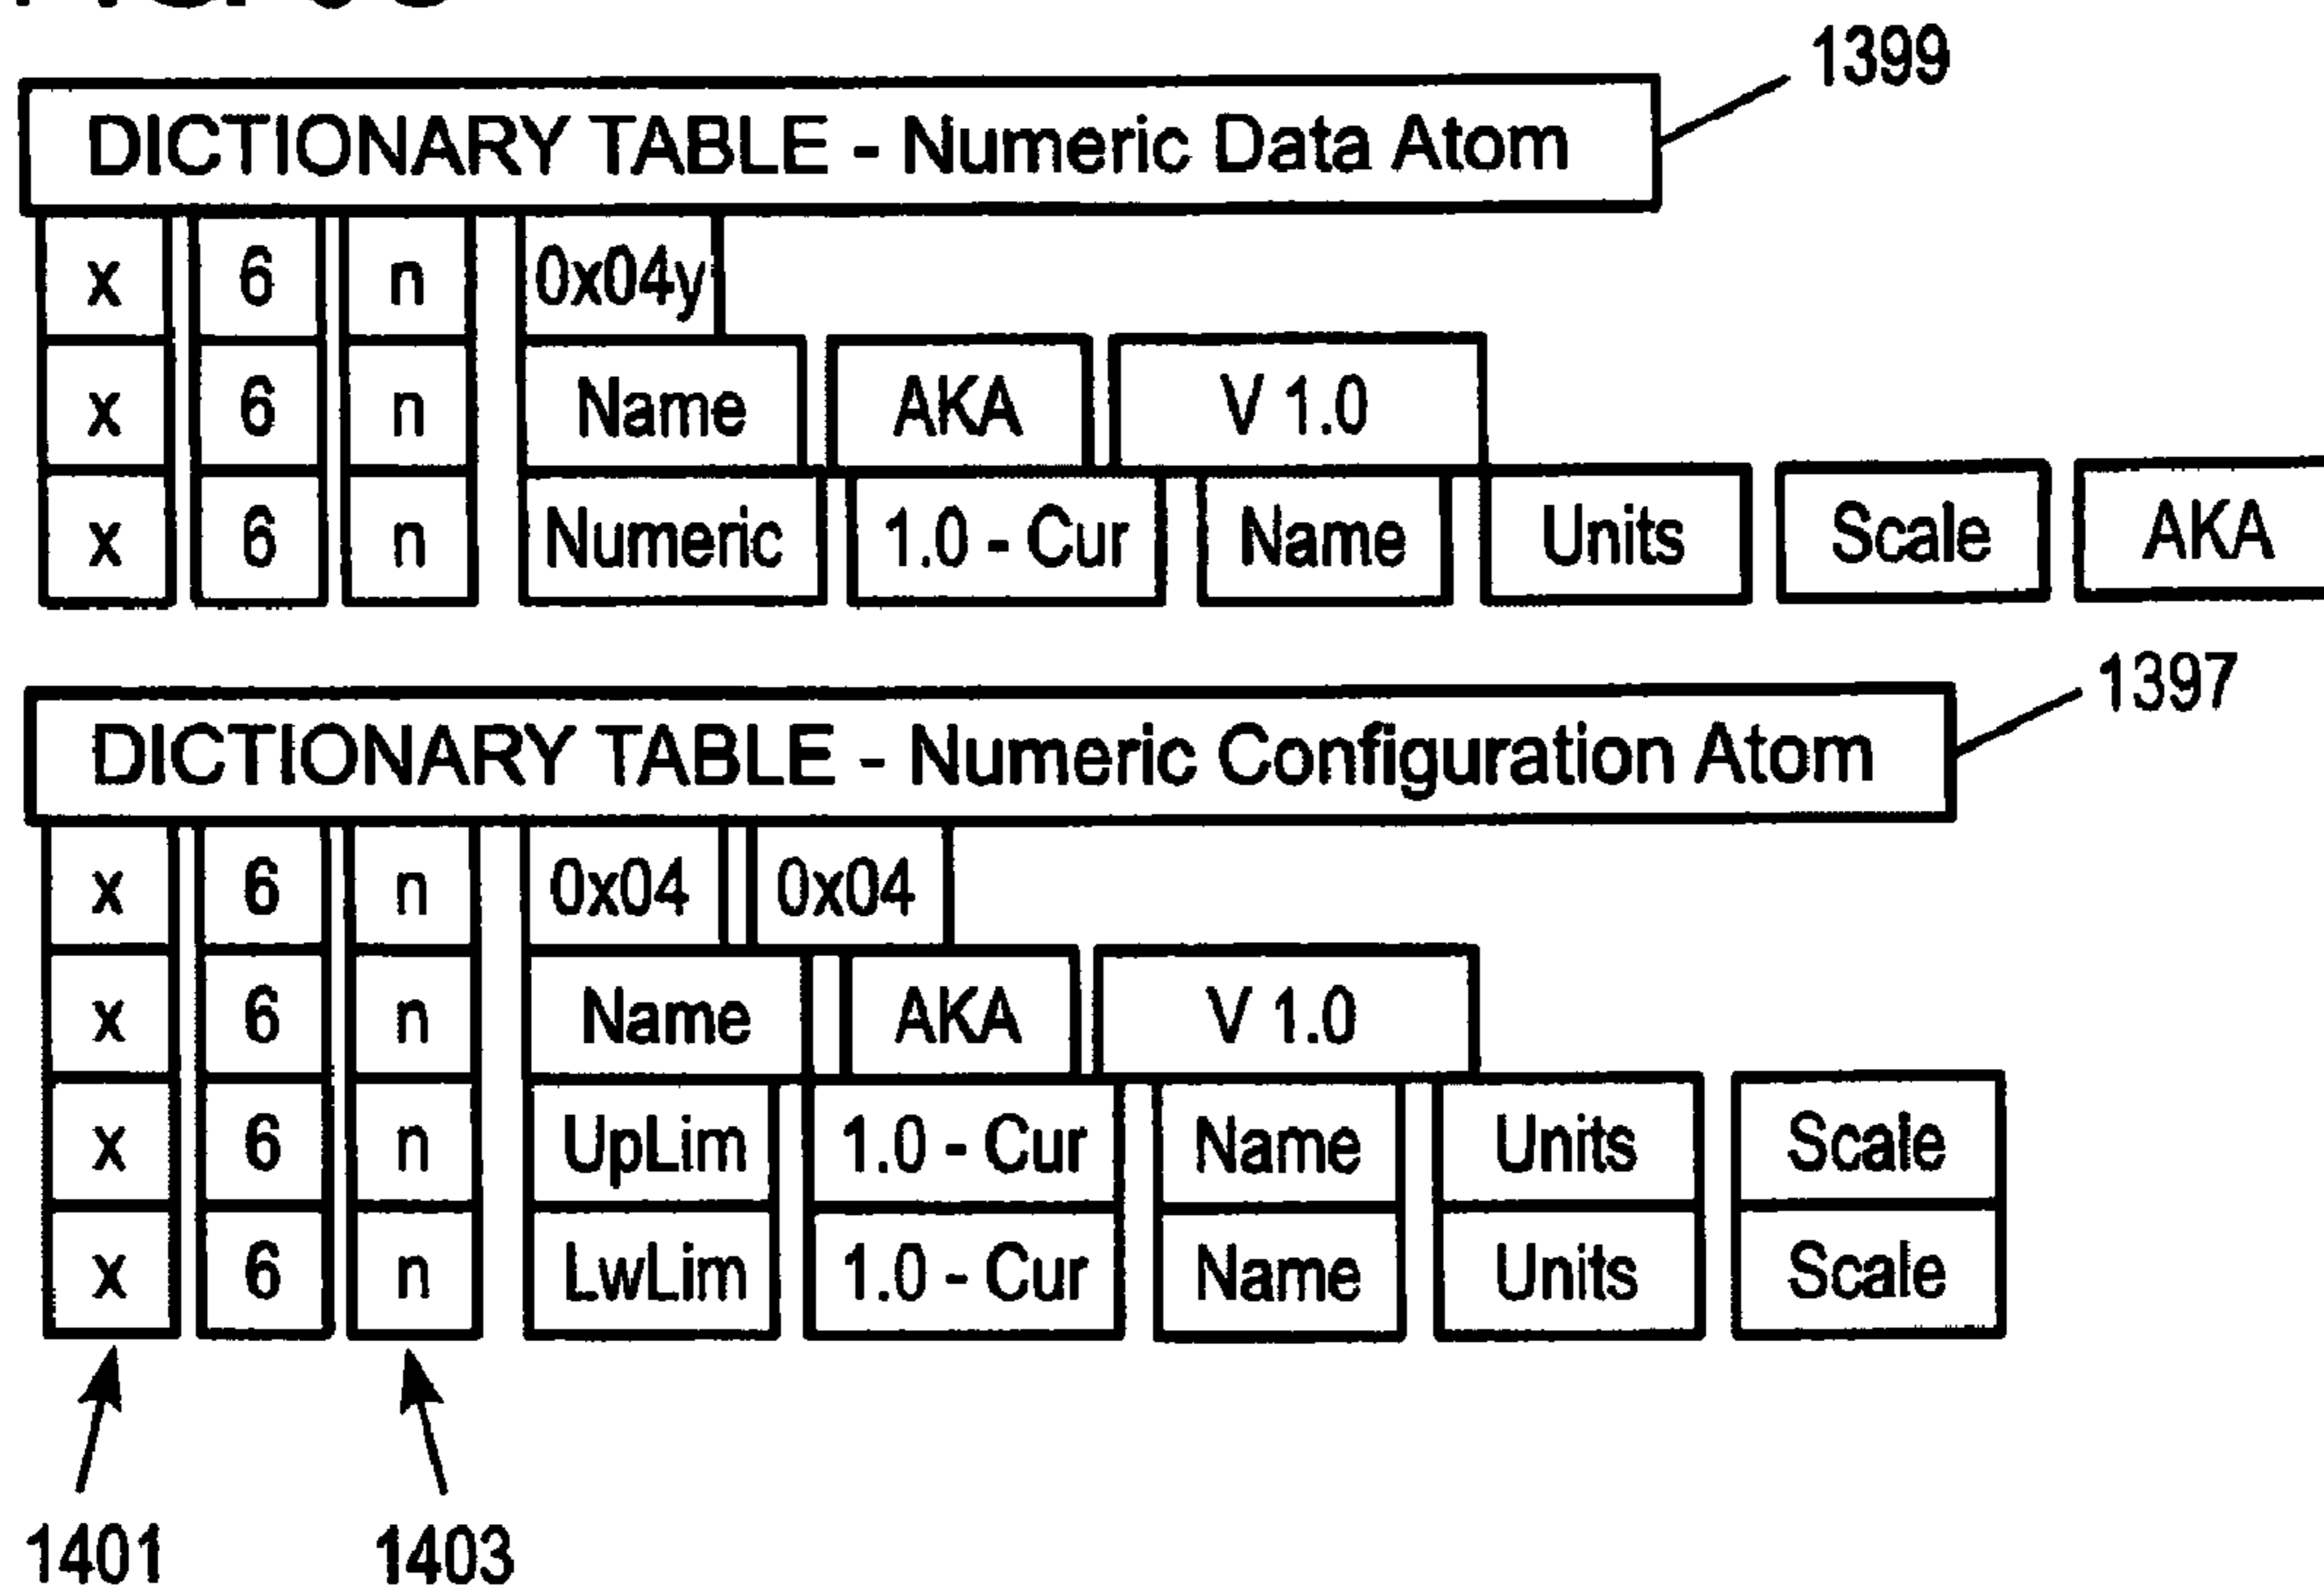 1399
DICTIONARY TABLE - Numeric Data Atom
x 6 n 0x04y
x 6 n Name AKA V 1.0
x 6 n Numeric 1.0 - Cur Name Units Scale AKA
1397
DICTIONARY TABLE - Numeric Configuration Atom
x 6 n 0x04 0x04
x 6 n Name AKA V 1.0
x 6 n UpLim 1.0 - Cur Name Units Scale
x 6 n LwLim 1.0 - Cur Name Units Scale
1401 1403